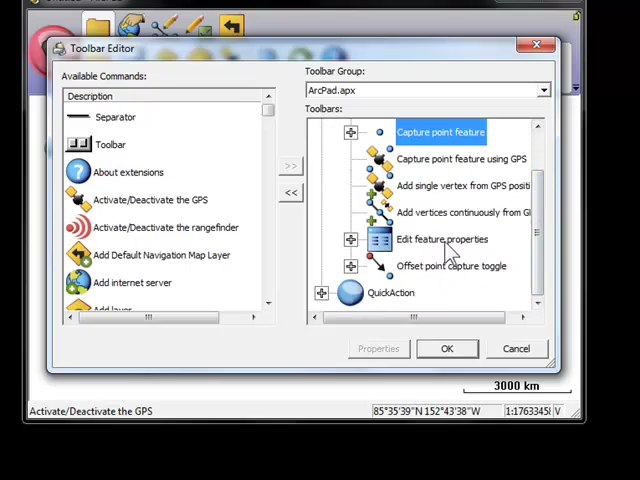 Toolbar Editor
Available Commands:
Description
Separator
Toolbar
About extensions
Activate/Deactivate the GPS
Activate/Deactivate the rangefinder
Add Default Navigation Map Layer
Add internet server
Add layer
>>
<<
Toolbar Group:
ArcPad.apx
Toolbars:
Capture point feature
Capture point feature using GPS
Add single vertex from GPS positi
Add vertices continuously from G
Edit feature properties
Offset point capture toggle
QuickAction
Properties
OK
Cancel
3000 km
Activate/Deactivate the GPS
85°35'39"N 152°43'38"W
1:1763345
V